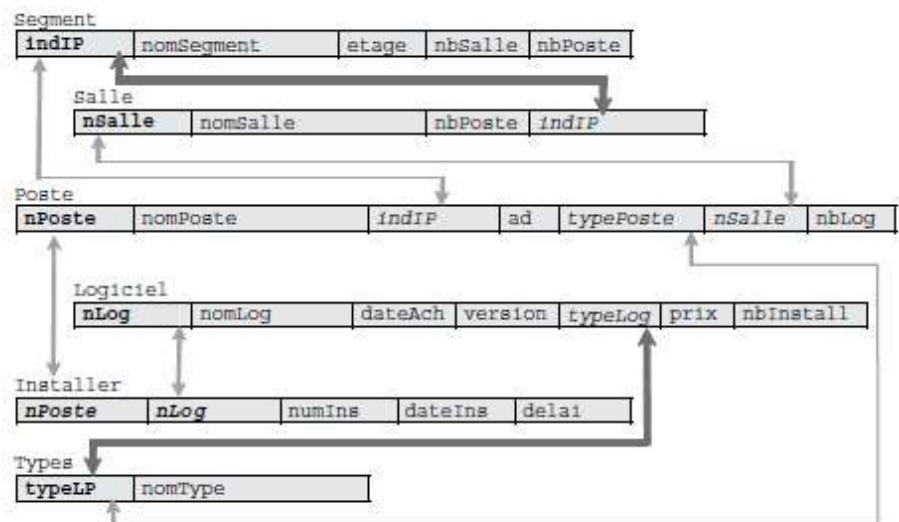 Segment
indIP nomSegment etage nbSalle nbPoste
Salle
nSalle nomSalle nbPoste indIP
Poste
nPoste nomPoste indIP ad typePoste nSalle nbLog
Logiciel
nLog nomLog dateAch version typeLog prix nbInstall
Installer
nPoste nLog numIns dateIns delai
Types
typeLP nomType